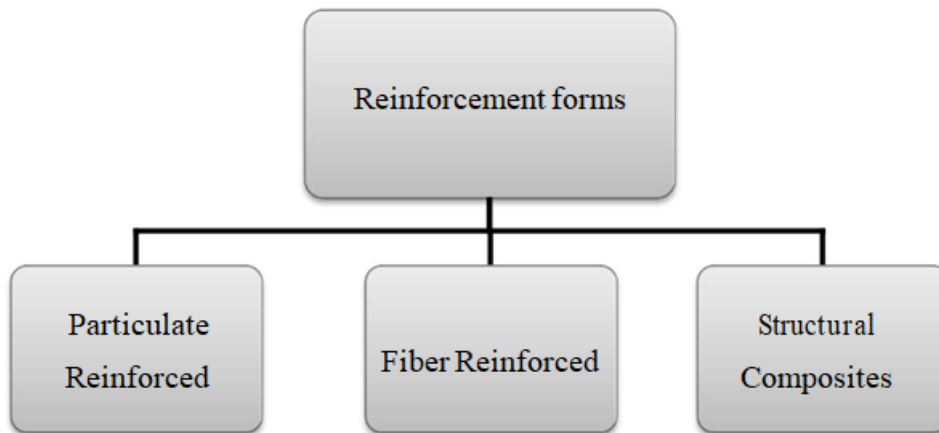 Reinforcement forms
Particulate
Reinforced
Fiber Reinforced
Structural
Composites